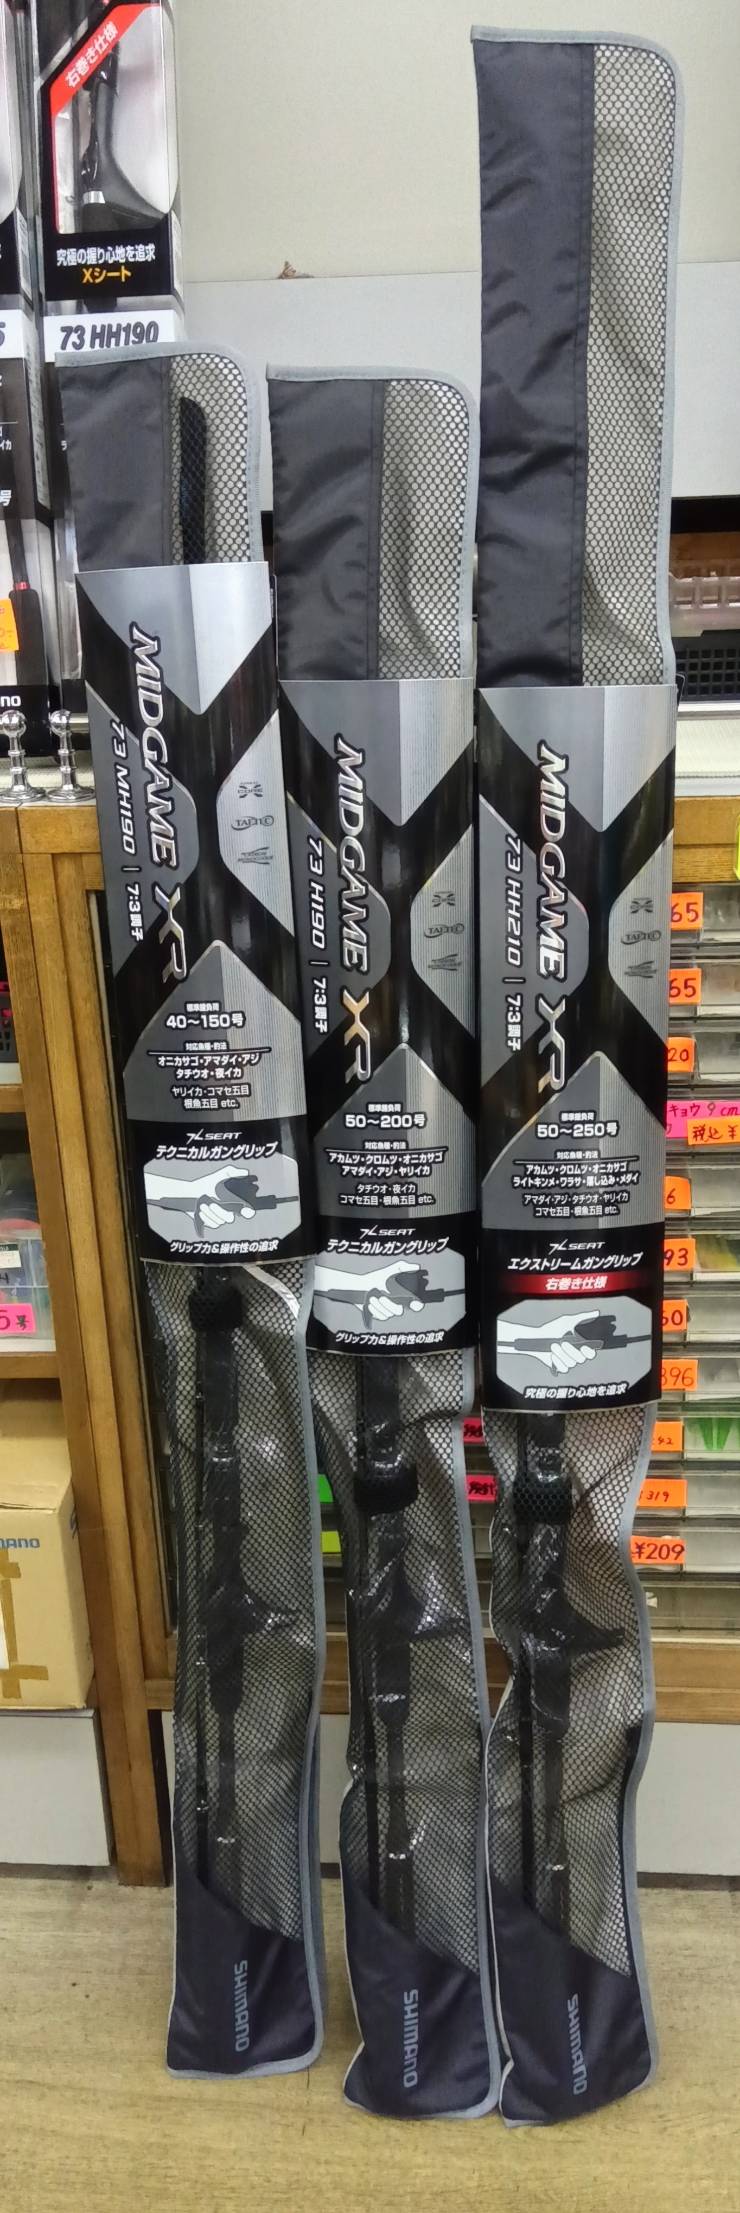 右巻き仕様
究極の握り心地を追求
Xシート
73 HH190
MIDGAME XR
73 MH190 | 7:3調子
TAFTEC
標準錘負荷
40～150号
対応魚種・釣法
オニカサゴ・アマダイ・アジ
タチウオ・夜イカ
ヤリイカ・コマセ五目
根魚五目 etc.
X SEAT
テクニカルガングリップ
グリップ力&操作性の追求
SHIMANO
MIDGAME XR
73 H190 | 7:3調子
TAFTEC
標準錘負荷
50～200号
対応魚種・釣法
アカムツ・クロムツ・オニカサゴ
アマダイ・アジ・ヤリイカ
タチウオ・夜イカ
コマセ五目・根魚五目 etc.
X SEAT
テクニカルガングリップ
グリップ力&操作性の追求
SHIMANO
MIDGAME XR
73 HH210 | 7:3調子
TAFTEC
標準錘負荷
50～250号
対応魚種・釣法
アカムツ・クロムツ・オニカサゴ
ライトキンメ・ワラサ・落し込み・メダイ
アマダイ・アジ・タチウオ・ヤリイカ
コマセ五目・根魚五目 etc.
X SEAT
エクストリームガングリップ
右巻き仕様
究極の握り心地を追求
SHIMANO
65
65
20
キョウ 9cm
税込¥
6
93
60
396
319
¥209
5号